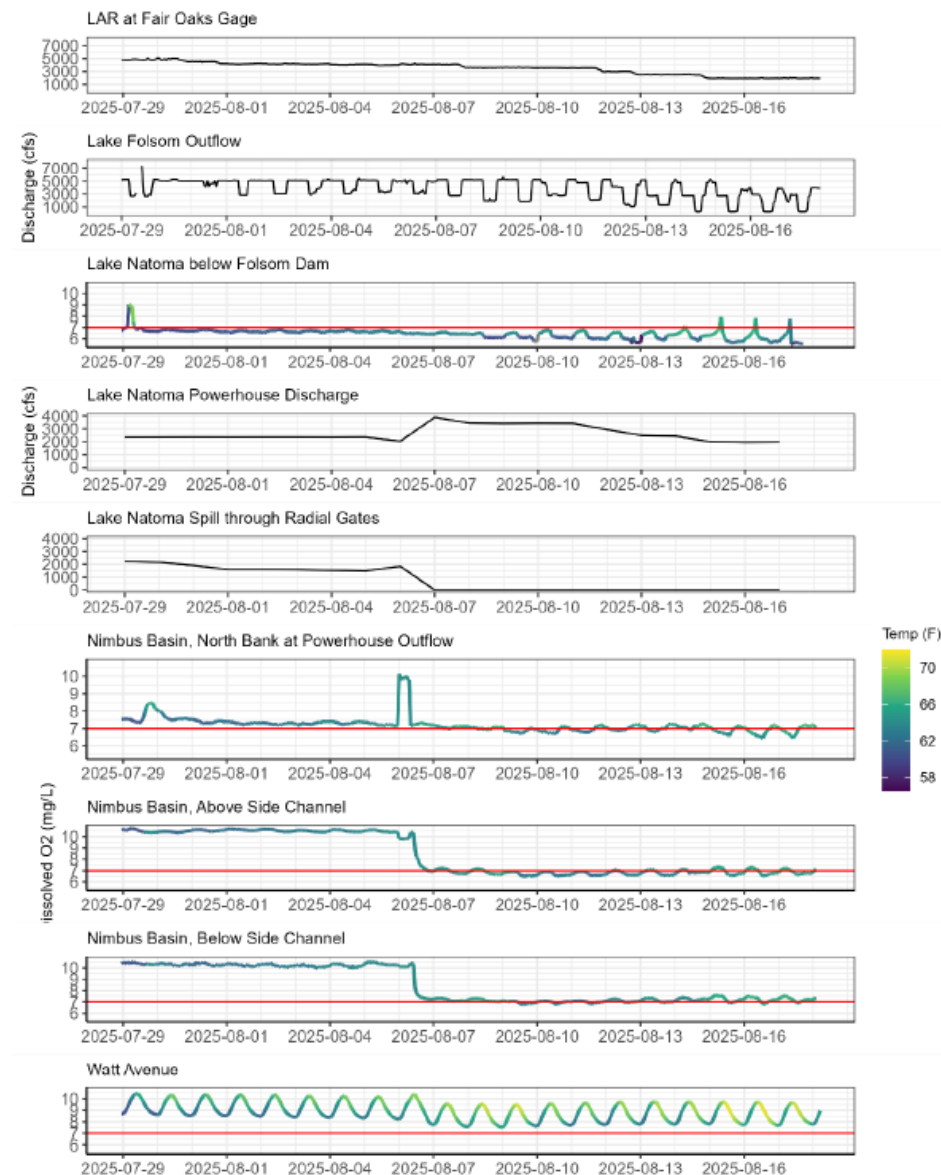 LAR at Fair Oaks Gage
7000
5000
3000
1000
2025-07-29 2025-08-01 2025-08-04 2025-08-07 2025-08-10 2025-08-13 2025-08-16
Lake Folsom Outflow
Discharge (cfs)
7000
5000
3000
1000
2025-07-29 2025-08-01 2025-08-04 2025-08-07 2025-08-10 2025-08-13 2025-08-16
Lake Natoma below Folsom Dam
10
9
8
7
6
2025-07-29 2025-08-01 2025-08-04 2025-08-07 2025-08-10 2025-08-13 2025-08-16
Lake Natoma Powerhouse Discharge
Discharge (cfs)
4000
3000
2000
1000
0
2025-07-29 2025-08-01 2025-08-04 2025-08-07 2025-08-10 2025-08-13 2025-08-16
Lake Natoma Spill through Radial Gates
4000
3000
2000
1000
0
2025-07-29 2025-08-01 2025-08-04 2025-08-07 2025-08-10 2025-08-13 2025-08-16
Nimbus Basin, North Bank at Powerhouse Outflow
10
9
8
7
6
2025-07-29 2025-08-01 2025-08-04 2025-08-07 2025-08-10 2025-08-13 2025-08-16
Temp (F)
70
66
62
58
Nimbus Basin, Above Side Channel
issolved O2 (mg/L)
10
9
8
7
6
2025-07-29 2025-08-01 2025-08-04 2025-08-07 2025-08-10 2025-08-13 2025-08-16
Nimbus Basin, Below Side Channel
10
9
8
7
6
2025-07-29 2025-08-01 2025-08-04 2025-08-07 2025-08-10 2025-08-13 2025-08-16
Watt Avenue
10
9
8
7
6
2025-07-29 2025-08-01 2025-08-04 2025-08-07 2025-08-10 2025-08-13 2025-08-16